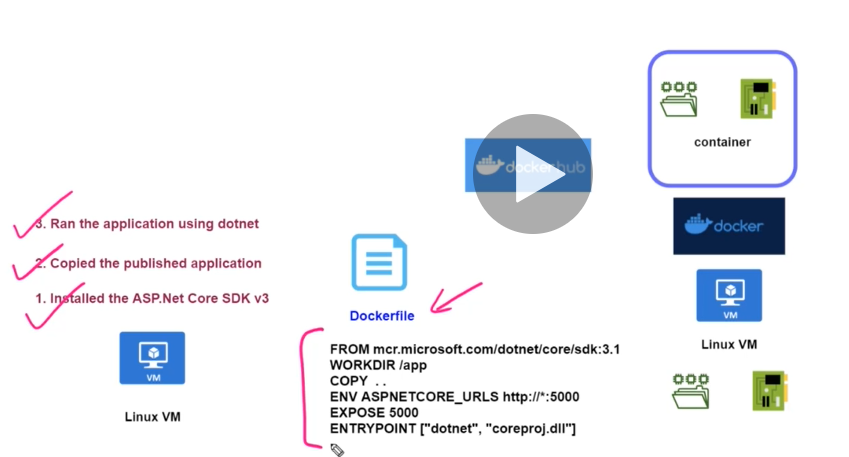 container
dockerhub
docker
3. Ran the application using dotnet
2. Copied the published application
1. Installed the ASP.Net Core SDK v3
VM
Linux VM
Dockerfile
FROM mcr.microsoft.com/dotnet/core/sdk:3.1
WORKDIR /app
COPY . .
ENV ASPNETCORE_URLS http://*:5000
EXPOSE 5000
ENTRYPOINT ["dotnet", "coreproj.dll"]
VM
Linux VM